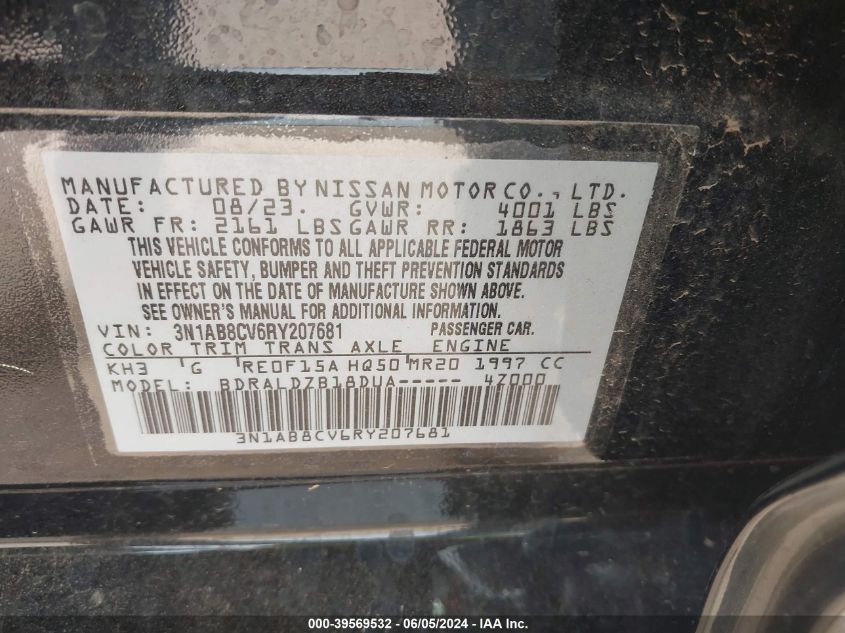 MANUFACTURED BY NISSAN MOTOR CO., LTD.
DATE: 08/23. GVWR: 4001 LBS
GAWR FR: 2161 LBS GAWR RR: 1863 LBS
THIS VEHICLE CONFORMS TO ALL APPLICABLE FEDERAL MOTOR
VEHICLE SAFETY, BUMPER AND THEFT PREVENTION STANDARDS
IN EFFECT ON THE DATE OF MANUFACTURE SHOWN ABOVE.
SEE OWNER'S MANUAL FOR ADDITIONAL INFORMATION.
VIN: 3N1AB8CV6RY207681 PASSENGER CAR.
COLOR TRIM TRANS AXLE ENGINE
KH3 G RE0F15A HQ50 MR20 1997 CC
MODEL: BDRALDZB18DUA----- 4Z000
3N1AB8CV6RY207681
000-39569532 - 06/05/2024 - IAA Inc.